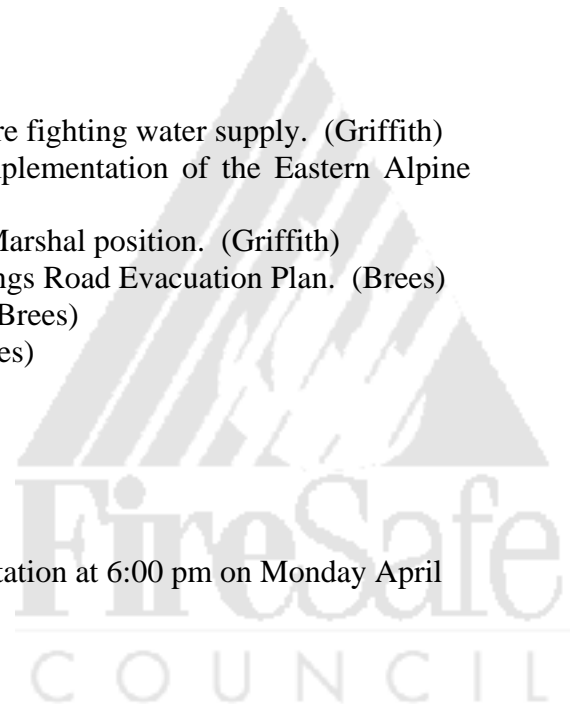 re fighting water supply. (Griffith)
plementation of the Eastern Alpine
Marshal position. (Griffith)
ngs Road Evacuation Plan. (Brees)
Brees)
es)
tation at 6:00 pm on Monday April
FireSafe
COUNCIL